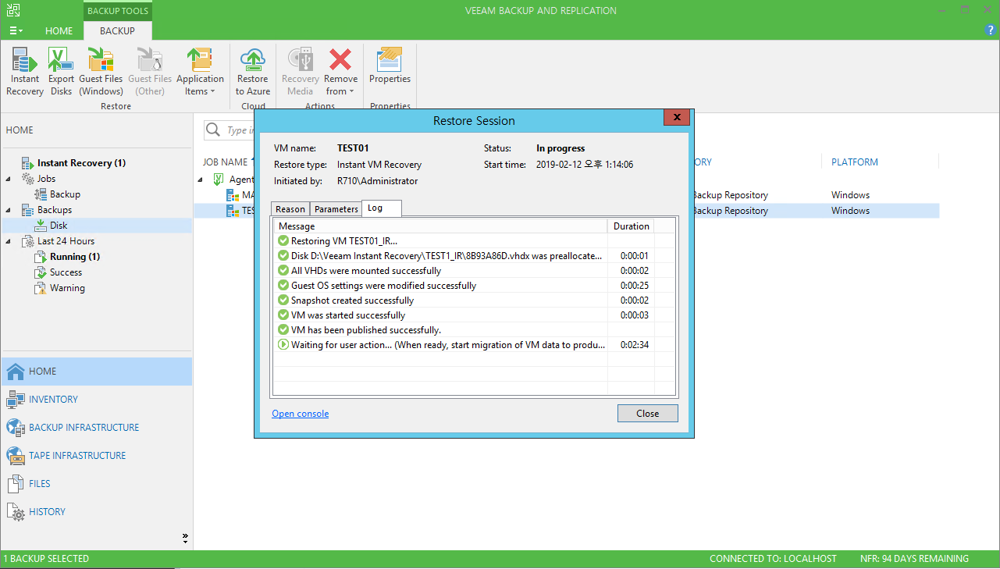 BACKUP TOOLS
VEEAM BACKUP AND REPLICATION
HOME BACKUP
?
Instant Recovery
Export Disks
Guest Files (Windows)
Guest Files (Other)
Application Items
Restore to Azure
Recovery Media
Remove from
Properties
Restore Cloud Actions Properties
HOME
Instant Recovery (1)
Jobs
Backup
Backups
Disk
Last 24 Hours
Running (1)
Success
Warning
HOME
INVENTORY
BACKUP INFRASTRUCTURE
TAPE INFRASTRUCTURE
FILES
HISTORY
Type in
JOB NAME ORY PLATFORM
Agent
MA Backup Repository Windows
TES Backup Repository Windows
Restore Session
x
VM name: TEST01 Status: In progress
Restore type: Instant VM Recovery Start time: 2019-02-12 오후 1:14:06
Initiated by: R710\Administrator
Reason Parameters Log
Message Duration
Restoring VM TEST01_IR...
Disk D:\Veeam Instant Recovery\TEST1_IR\8B93A86D.vhdx was preallocate... 0:00:01
All VHDs were mounted successfully 0:00:02
Guest OS settings were modified successfully 0:00:25
Snapshot created successfully 0:00:02
VM was started successfully 0:00:03
VM has been published successfully.
Waiting for user action... (When ready, start migration of VM data to produ... 0:02:34
Open console Close
1 BACKUP SELECTED CONNECTED TO: LOCALHOST NFR: 94 DAYS REMAINING